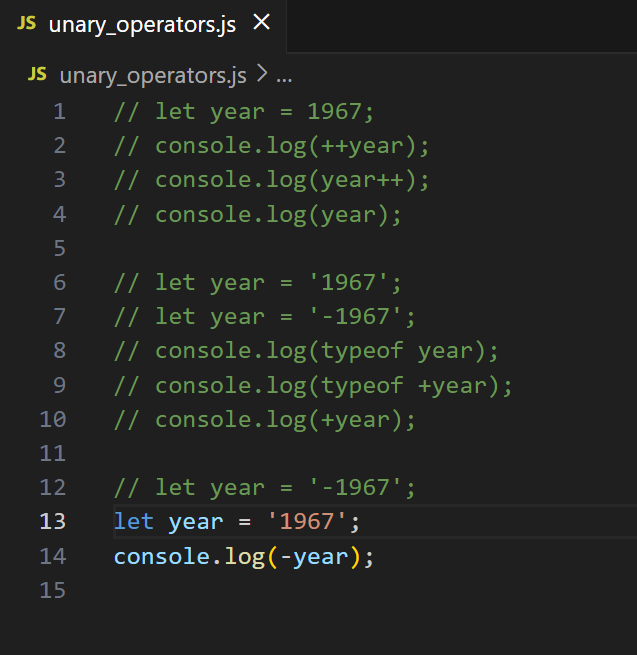 JS unary_operators.js ×
JS unary_operators.js > ...
1 // let year = 1967;
2 // console.log(++year);
3 // console.log(year++);
4 // console.log(year);
5
6 // let year = '1967';
7 // let year = '-1967';
8 // console.log(typeof year);
9 // console.log(typeof +year);
10 // console.log(+year);
11
12 // let year = '-1967';
13 let year = '1967';
14 console.log(-year);
15